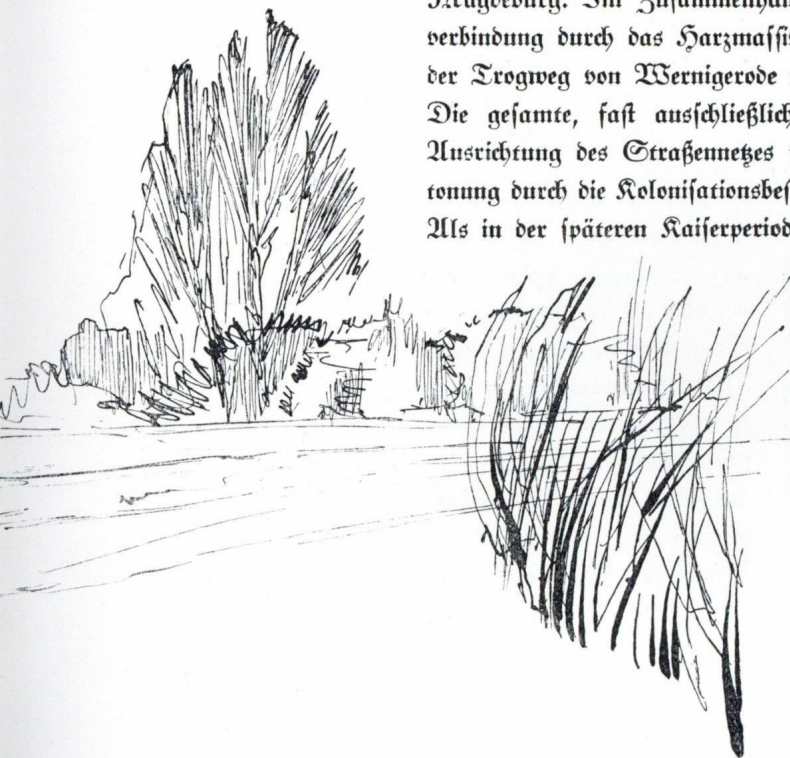 Magdeburg. Im Zusammenhan
verbindung durch das Harzmassi
der Trogweg von Wernigerode
Die gesamte, fast ausschließlich
Ausrichtung des Straßennetzes
tonung durch die Kolonisationsbes
Als in der späteren Kaiserperiod